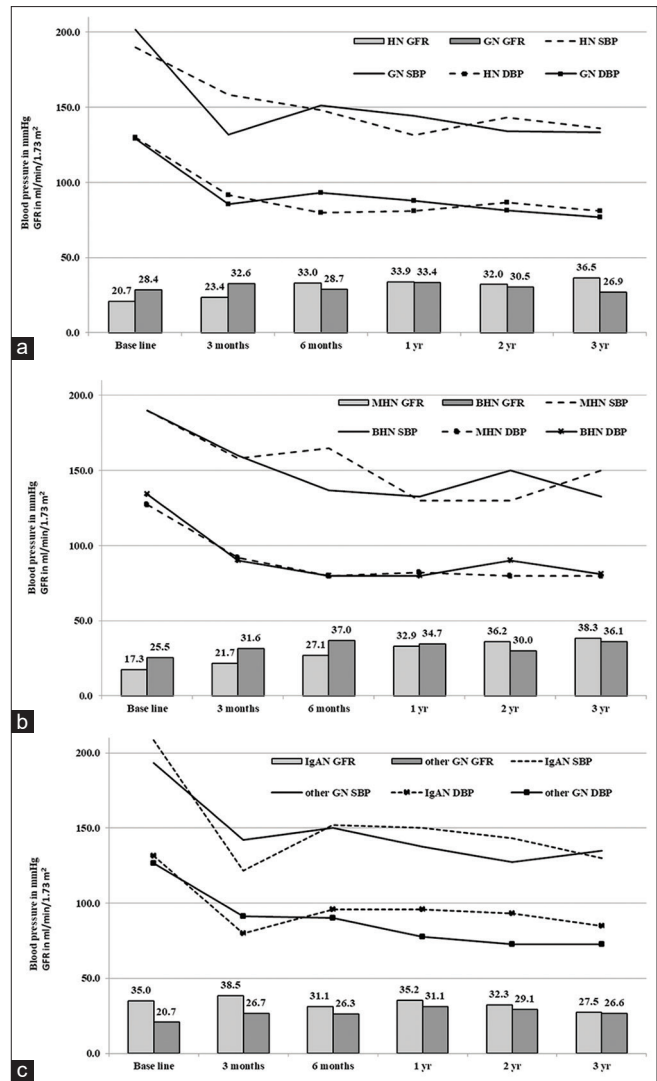 200.0
HN GFR GN GFR HN SBP
GN SBP HN DBP GN DBP
150.0
Blood pressure in mmHg
GFR in ml/min/1.73 m²
100.0
50.0
20.7 28.4 23.4 32.6 33.0 28.7 33.9 33.4 32.0 30.5 36.5 26.9
0.0
Base line 3 months 6 months 1 yr 2 yr 3 yr
a
200.0
MHN GFR BHN GFR MHN SBP
BHN SBP MHN DBP BHN DBP
150.0
Blood pressure in mmHg
GFR in ml/min/1.73 m²
100.0
50.0
17.3 25.5 21.7 31.6 27.1 37.0 32.9 34.7 36.2 30.0 38.3 36.1
0.0
Base line 3 months 6 months 1 yr 2 yr 3 yr
b
200.0
IgAN GFR other GN GFR IgAN SBP
other GN SBP IgAN DBP other GN DBP
150.0
Blood pressure in mmHg
GFR in ml/min/1.73 m²
100.0
50.0
35.0 20.7 38.5 26.7 31.1 26.3 35.2 31.1 32.3 29.1 27.5 26.6
0.0
Base line 3 months 6 months 1 yr 2 yr 3 yr
c